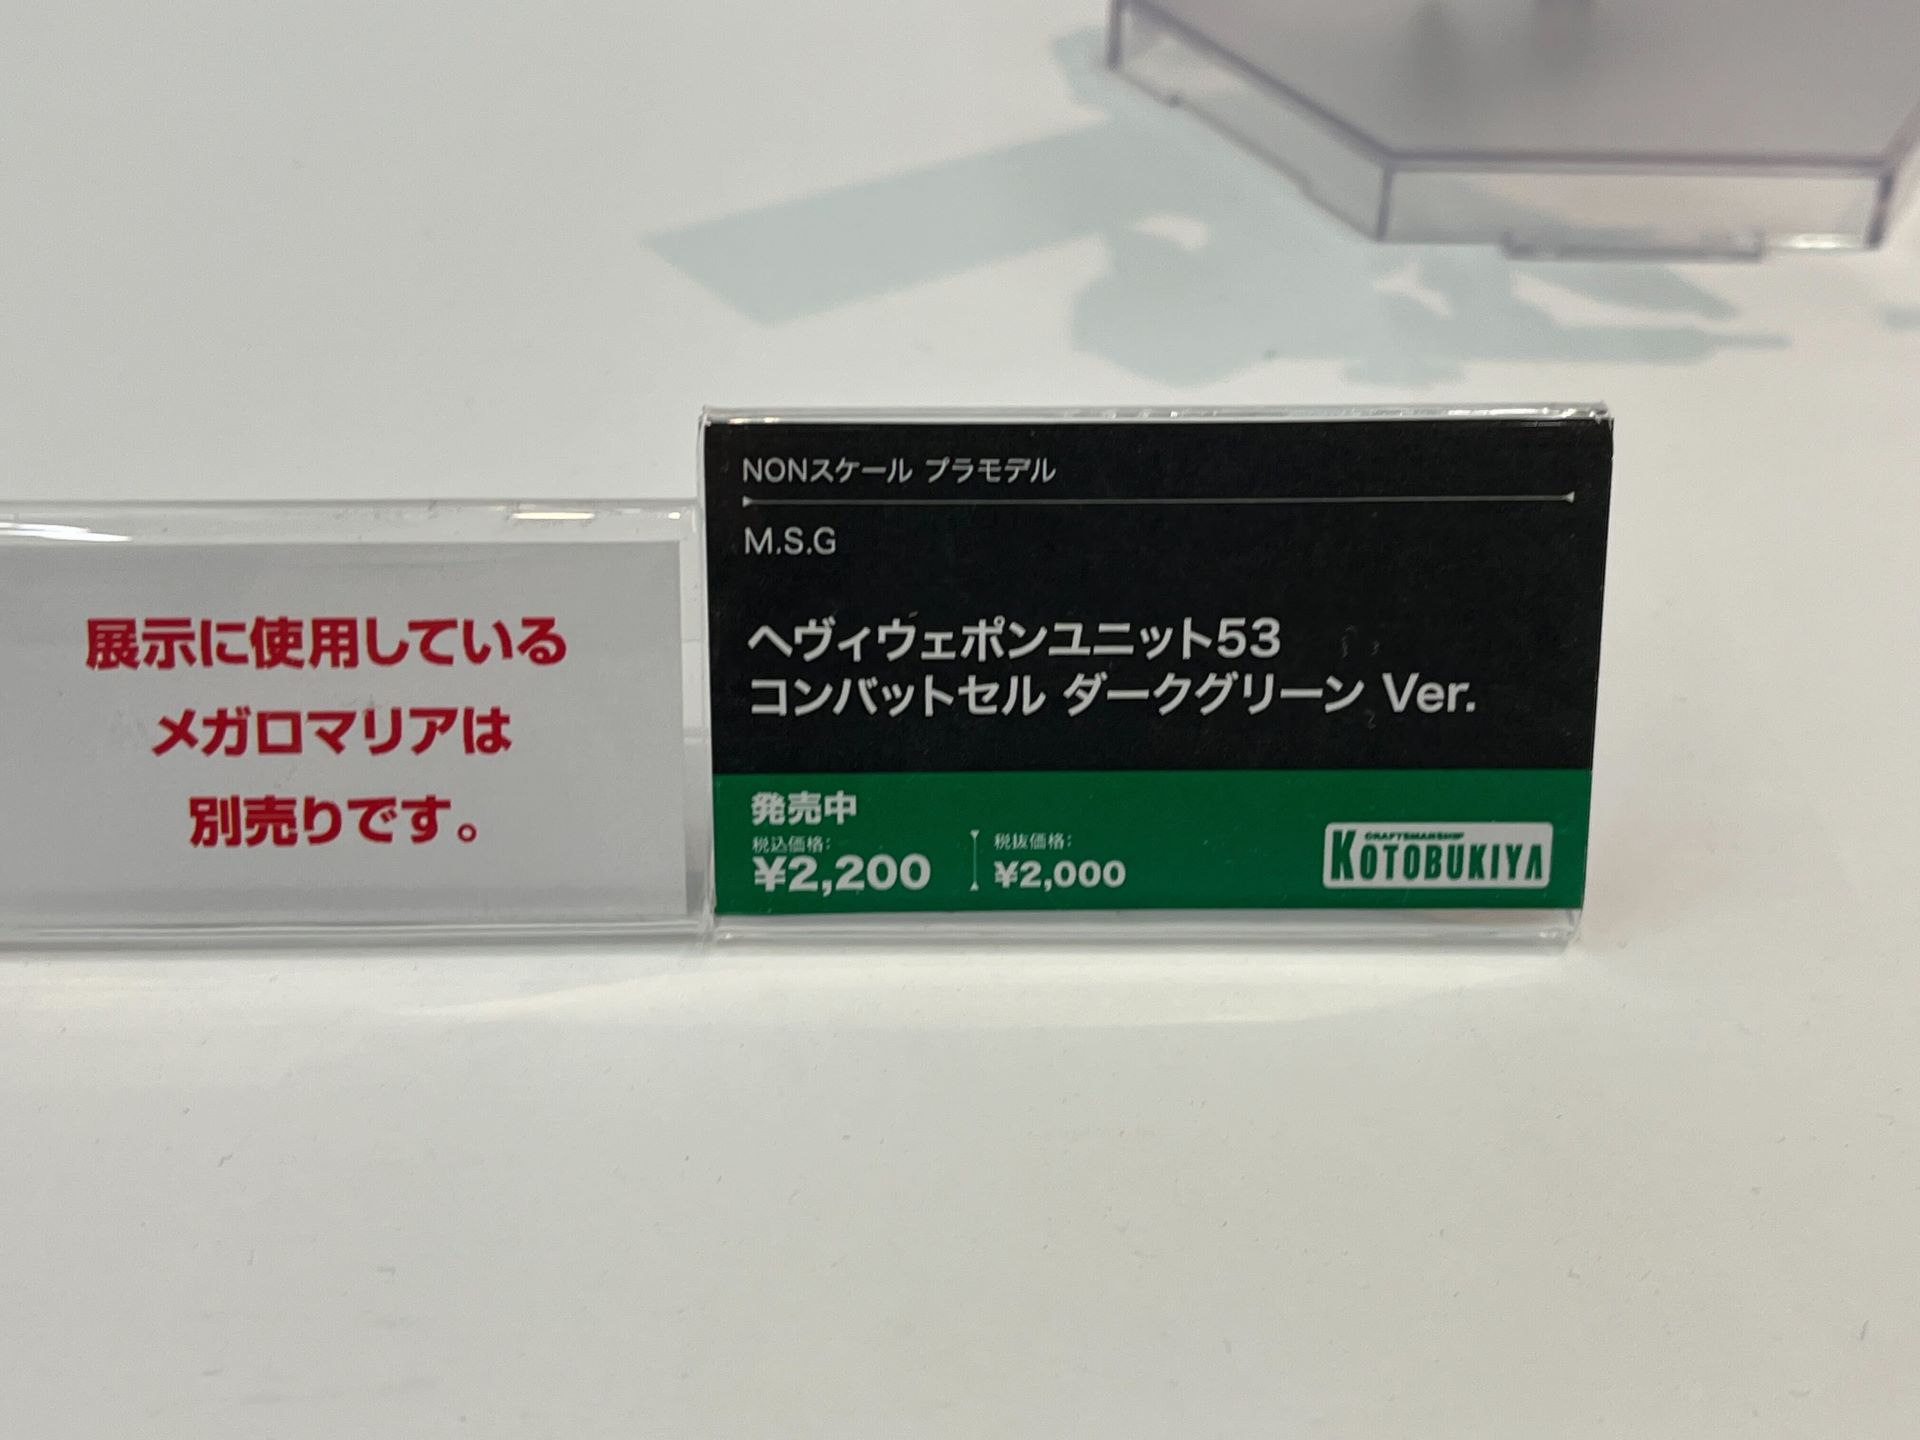 展示に使用している
メガロマリアは
別売りです。
NONスケール プラモデル
M.S.G
ヘヴィウェポンユニット53
コンバットセル ダークグリーン Ver.
発売中
税込価格:
¥2,200
税抜価格:
¥2,000
CRAFTSMANSHIP
KOTOBUKIYA